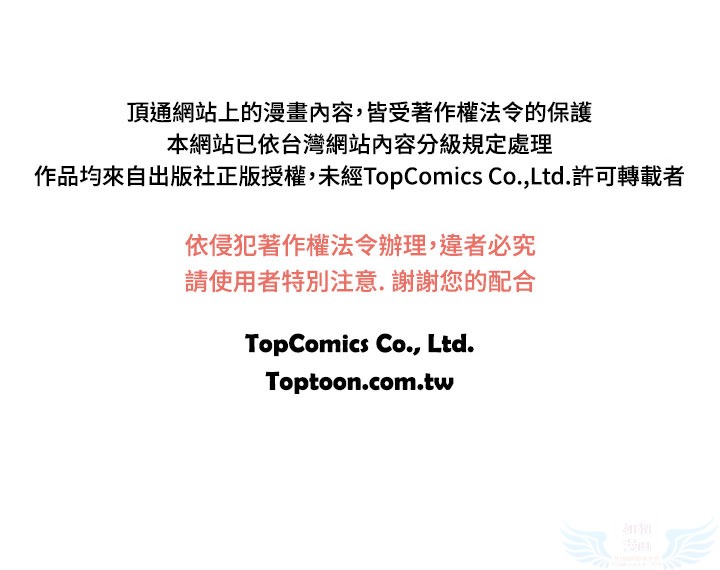 頂通網站上的漫畫內容，皆受著作權法令的保護
本網站已依台灣網站內容分級規定處理
作品均來自出版社正版授權，未經TopComics Co.,Ltd.許可轉載者
依侵犯著作權法令辦理，違者必究
請使用者特別注意. 謝謝您的配合
TopComics Co., Ltd.
Toptoon.com.tw
漫画